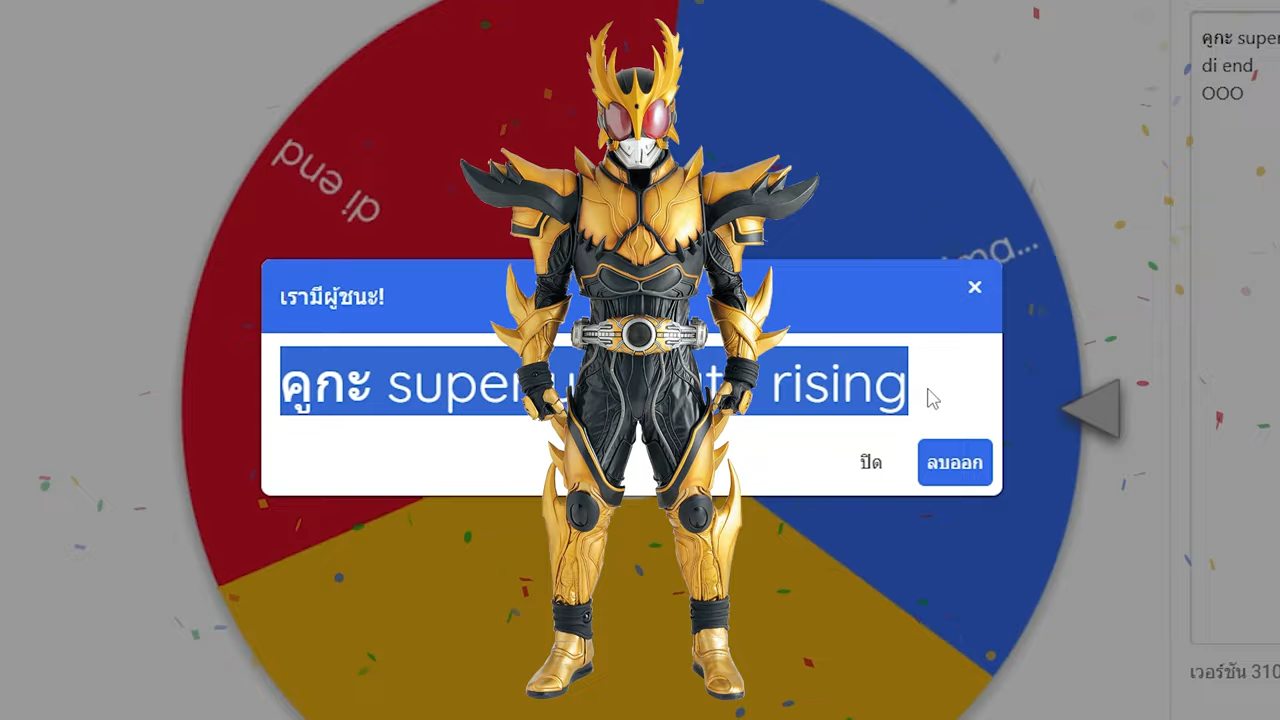 di end
เรามีผู้ชนะ!
คูกะ super rising
ปิด
ลบออก
คูกะ super
di end
OOO
เวอร์ชัน 310